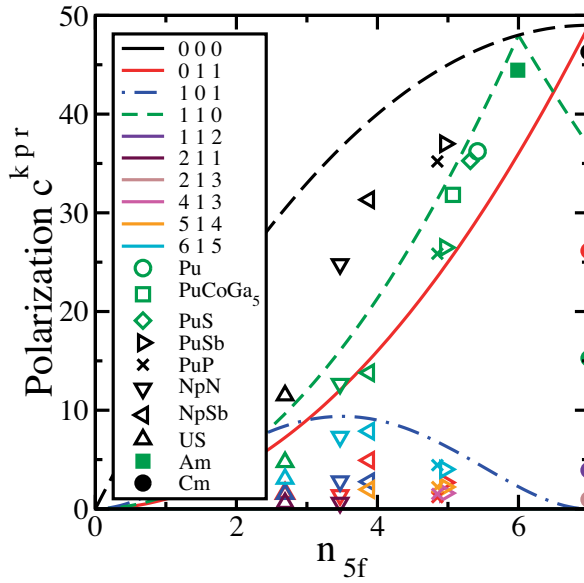 50
40
30
20
10
0
Polarization c^{kpr}
0 0 0
0 1 1
1 0 1
1 1 0
1 1 2
2 1 1
2 1 3
4 1 3
5 1 4
6 1 5
Pu
PuCoGa₅
PuS
PuSb
PuP
NpN
NpSb
US
Am
Cm
0 2 4 6
n_{5f}